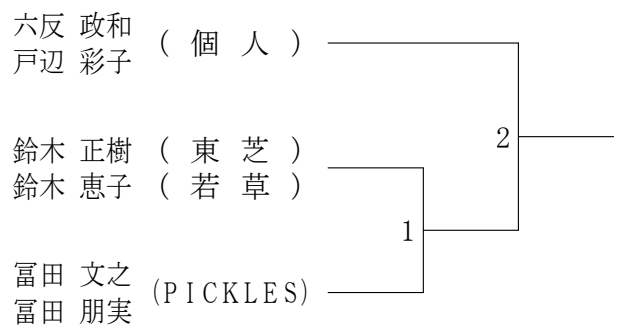 六反 政和
戸辺 彩子
( 個 人 )
鈴木 正樹 ( 東 芝 )
鈴木 恵子 ( 若 草 )
冨田 文之
冨田 朋実
(PICKLES)
1
2